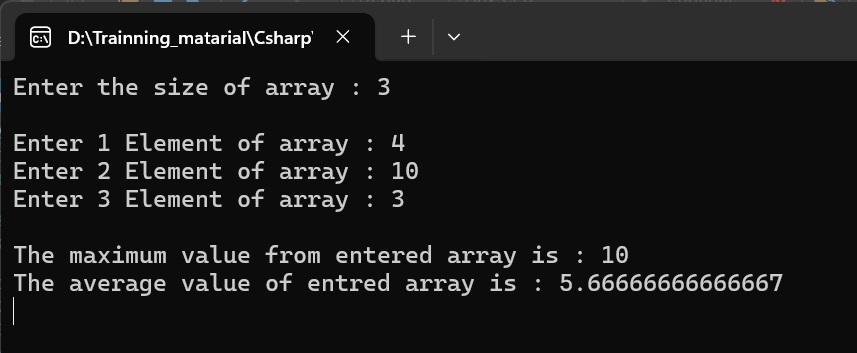 D:\Trainning_matarial\Csharp\
Enter the size of array : 3
Enter 1 Element of array : 4
Enter 2 Element of array : 10
Enter 3 Element of array : 3
The maximum value from entered array is : 10
The average value of entred array is : 5.66666666666667